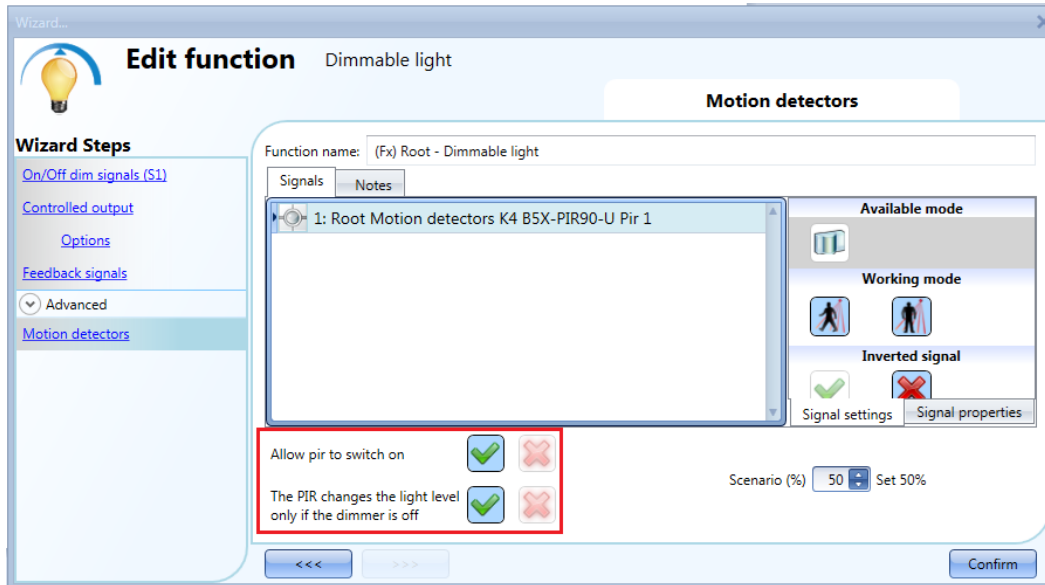 Wizard...
Edit function Dimmable light
Motion detectors
Wizard Steps
On/Off dim signals (S1)
Controlled output
Options
Feedback signals
Advanced
Motion detectors
Function name: (Fx) Root - Dimmable light
Signals Notes
1: Root Motion detectors K4 B5X-PIR90-U Pir 1
Available mode
Working mode
Inverted signal
Signal settings Signal properties
Allow pir to switch on
The PIR changes the light level
only if the dimmer is off
Scenario (%) 50 Set 50%
<<< >>> Confirm